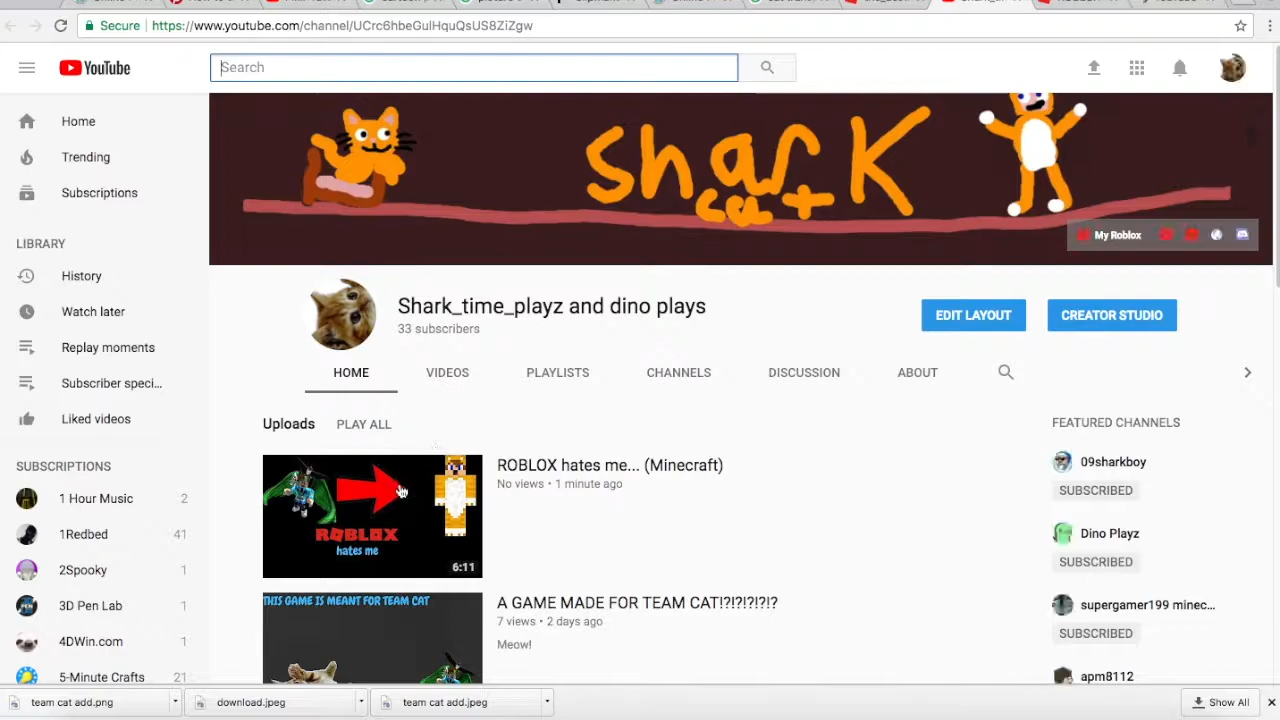 Secure https://www.youtube.com/channel/UCrc6hbeGulHquQsUS8ZiZgw
YouTube
Search
Home
Trending
Subscriptions
LIBRARY
History
Watch later
Replay moments
Subscriber speci...
Liked videos
SUBSCRIPTIONS
1 Hour Music 2
1Redbed 41
2Spooky 1
3D Pen Lab 1
4DWin.com 1
5-Minute Crafts 21
shark
cat
My Roblox
Shark_time_playz and dino plays
33 subscribers
EDIT LAYOUT
CREATOR STUDIO
HOME VIDEOS PLAYLISTS CHANNELS DISCUSSION ABOUT
Uploads PLAY ALL
ROBLOX
hates me
6:11
ROBLOX hates me... (Minecraft)
No views • 1 minute ago
THIS GAME IS MEANT FOR TEAM CAT
A GAME MADE FOR TEAM CAT!?!?!?!?!?
7 views • 2 days ago
Meow!
FEATURED CHANNELS
09sharkboy
SUBSCRIBED
Dino Playz
SUBSCRIBED
supergamer199 minec...
SUBSCRIBED
apm8112
team cat add.png
download.jpeg
team cat add.jpeg
Show All